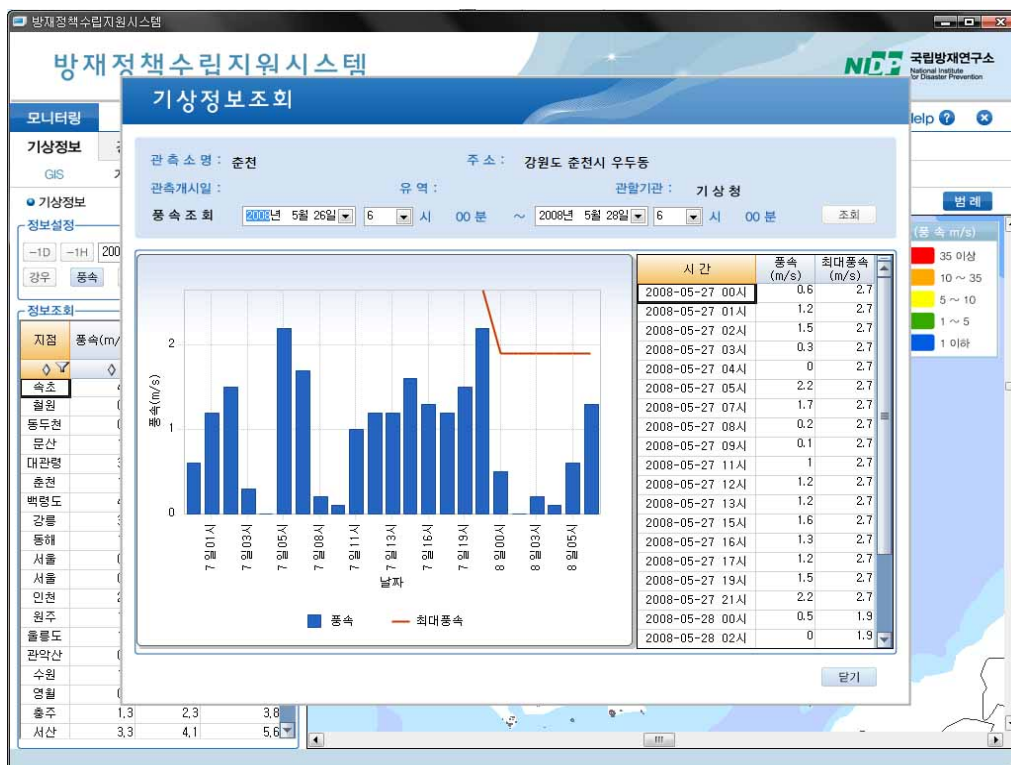 방재정책수립지원시스템
방재정책수립지원시스템
NIDP 국립방재연구소
National Institute
for Disaster Prevention
기상정보조회
모니터링
Help
기상정보
GIS
기상정보
범례
정보설정
-1D -1H 200
강우 풍속
(풍 속 m/s)
35 이상
10 ~ 35
5 ~ 10
1 ~ 5
1 이하
정보조회
지점 풍속(m/
속초
철원
동두천
문산
대관령
춘천
백령도
강릉
동해
서울
서울
인천
원주
울릉도
관악산
수원
영월
충주 1.3 2.3 3.8
서산 3.3 4.1 5.6
관 측 소 명 : 춘천 주 소 : 강원도 춘천시 우두동
관측개시일 : 유 역 : 관할기관 : 기 상 청
풍 속 조 회 2008년 5월 26일 6 시 00 분 ~ 2008년 5월 28일 6 시 00 분 조회
풍속(m/s)
2
1
0
7 일 01시
7 일 03시
7 일 05시
7 일 08시
7 일 11시
7 일 13시
7 일 16시
7 일 19시
8 일 00시
8 일 03시
8 일 05시
날짜
풍속 최대풍속
시 간 풍속 (m/s) 최대풍속 (m/s)
2008-05-27 00시 0.6 2.7
2008-05-27 01시 1.2 2.7
2008-05-27 02시 1.5 2.7
2008-05-27 03시 0.3 2.7
2008-05-27 04시 0 2.7
2008-05-27 05시 2.2 2.7
2008-05-27 07시 1.7 2.7
2008-05-27 08시 0.2 2.7
2008-05-27 09시 0.1 2.7
2008-05-27 11시 1 2.7
2008-05-27 12시 1.2 2.7
2008-05-27 13시 1.2 2.7
2008-05-27 15시 1.6 2.7
2008-05-27 16시 1.3 2.7
2008-05-27 17시 1.2 2.7
2008-05-27 19시 1.5 2.7
2008-05-27 21시 2.2 2.7
2008-05-28 00시 0.5 1.9
2008-05-28 02시 0 1.9
닫기